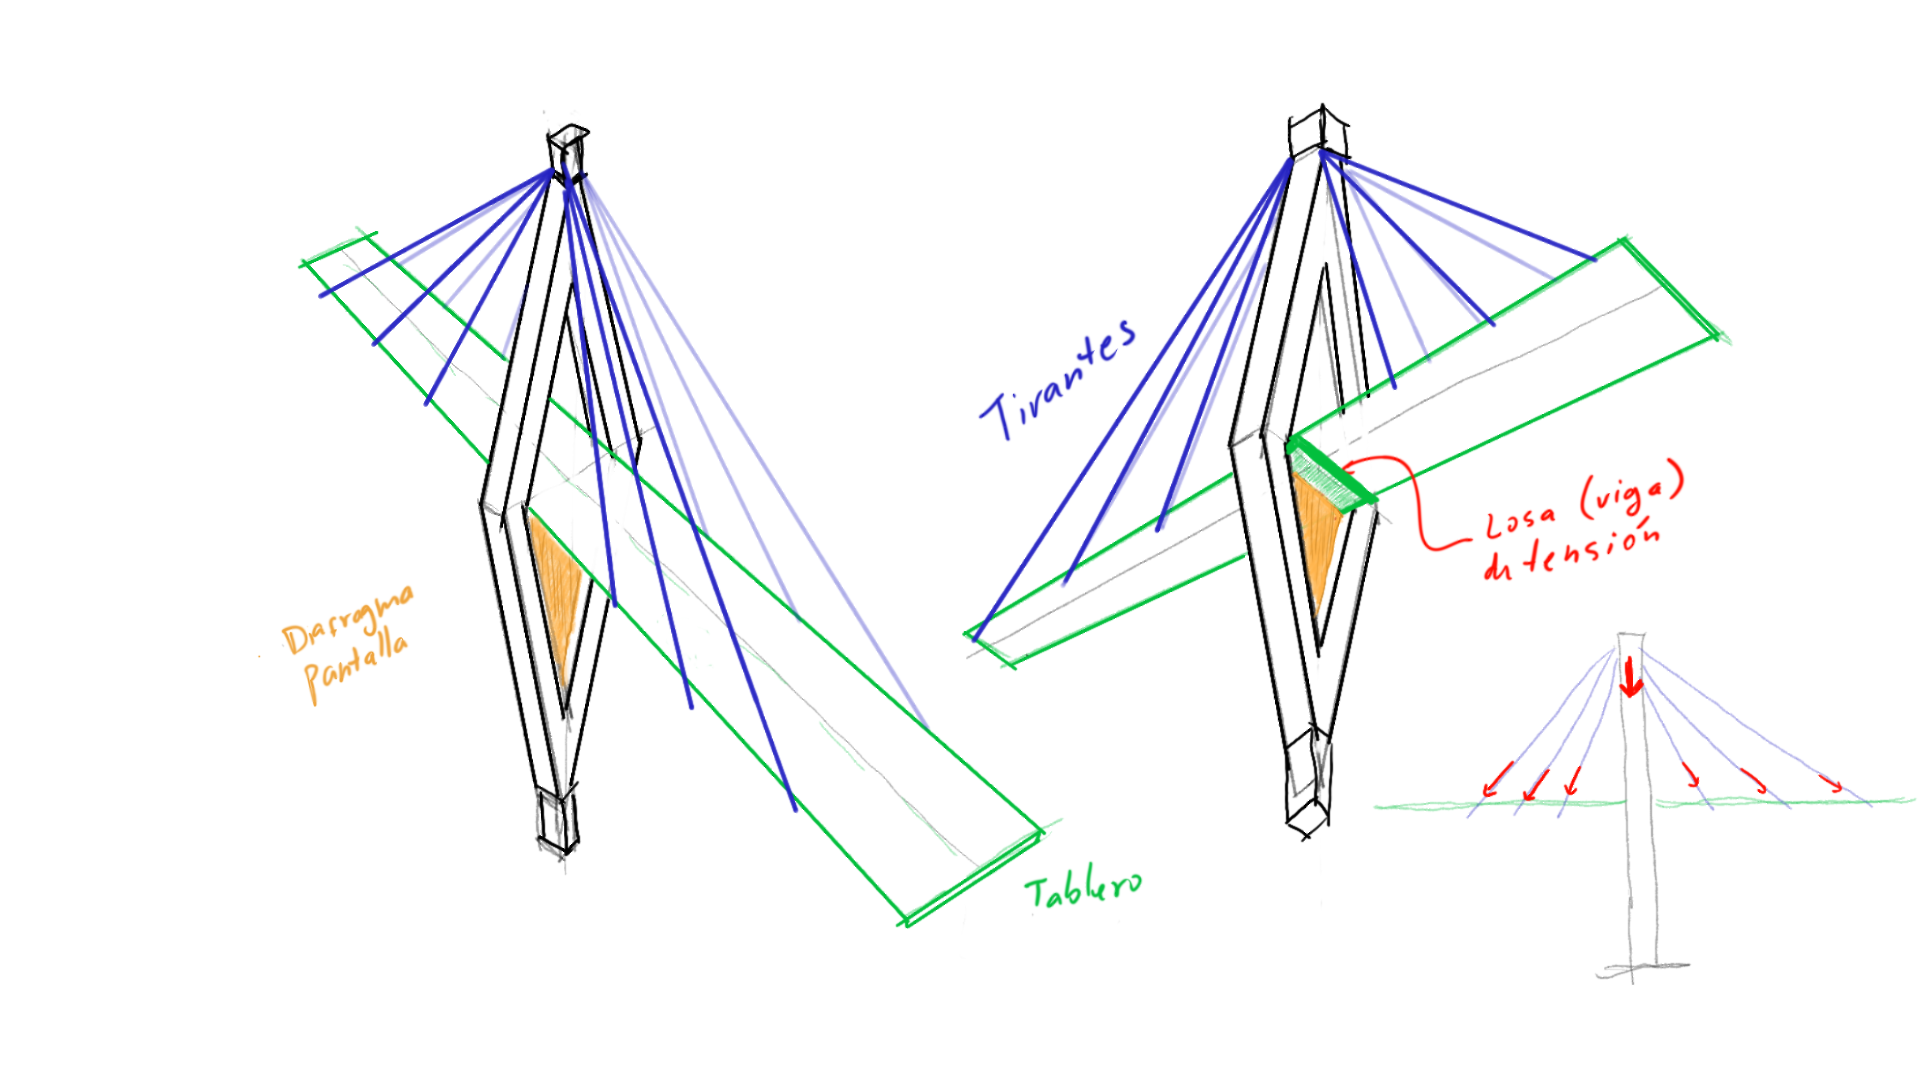 Tirantes
Losa (viga)
de tensión
Diafragma
pantalla
Tablero